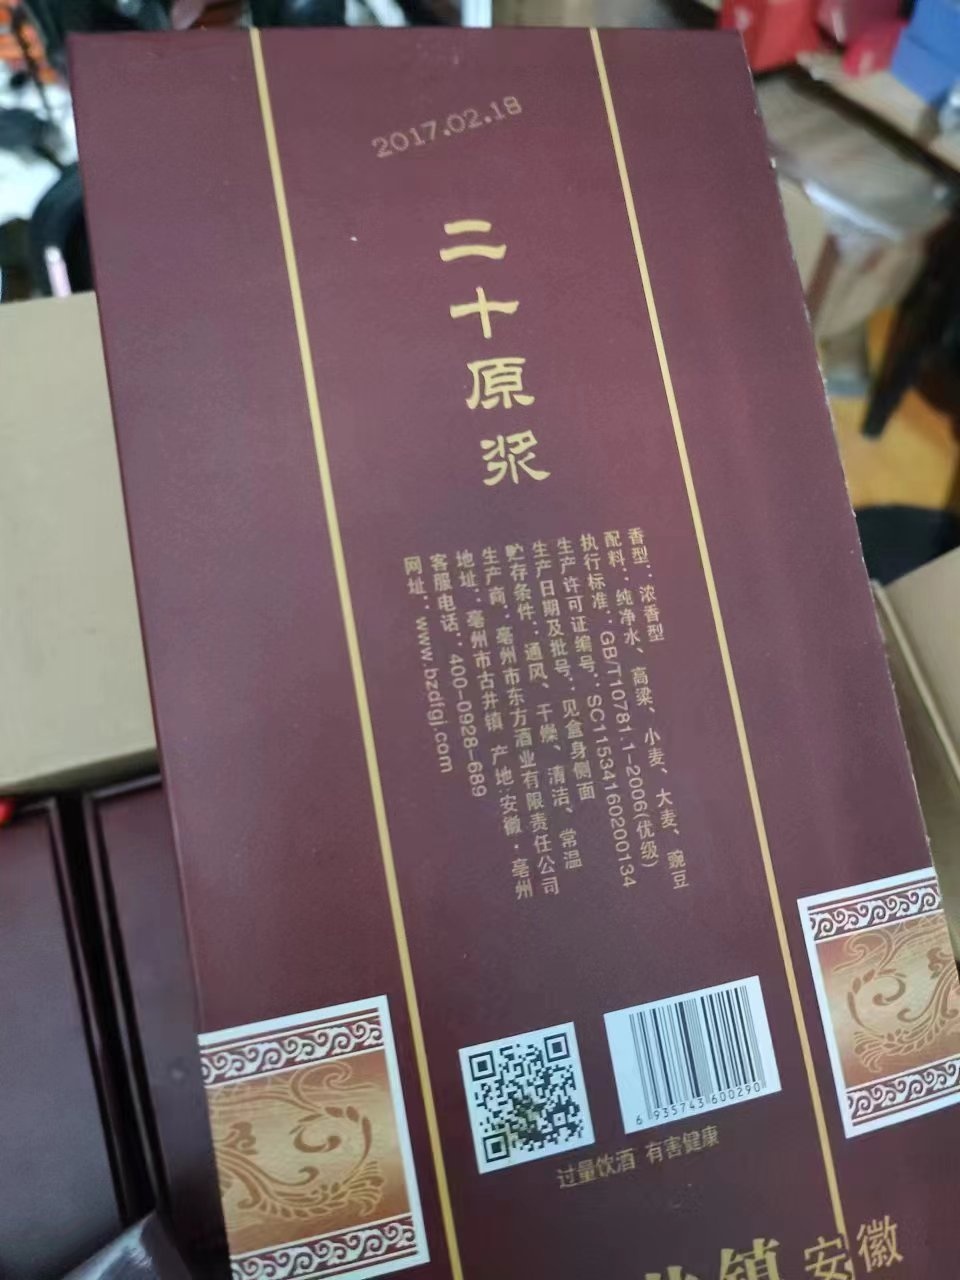 2017.02.18
二十原浆
香型：浓香型
配料：纯净水、高粱、小麦、大麦、豌豆
执行标准：GB/T10781.1-2006(优级)
生产许可证编号：SC11534160200134
生产日期及批号：见盒身侧面
贮存条件：通风、干燥、清洁、常温
生产商：亳州市东方酒业有限责任公司
地址：亳州市古井镇 产地:安徽·亳州
客服电话：400-0928-689
网址：www.bzdfgj.com
6 935743 600290
过量饮酒 有害健康
镇 安徽